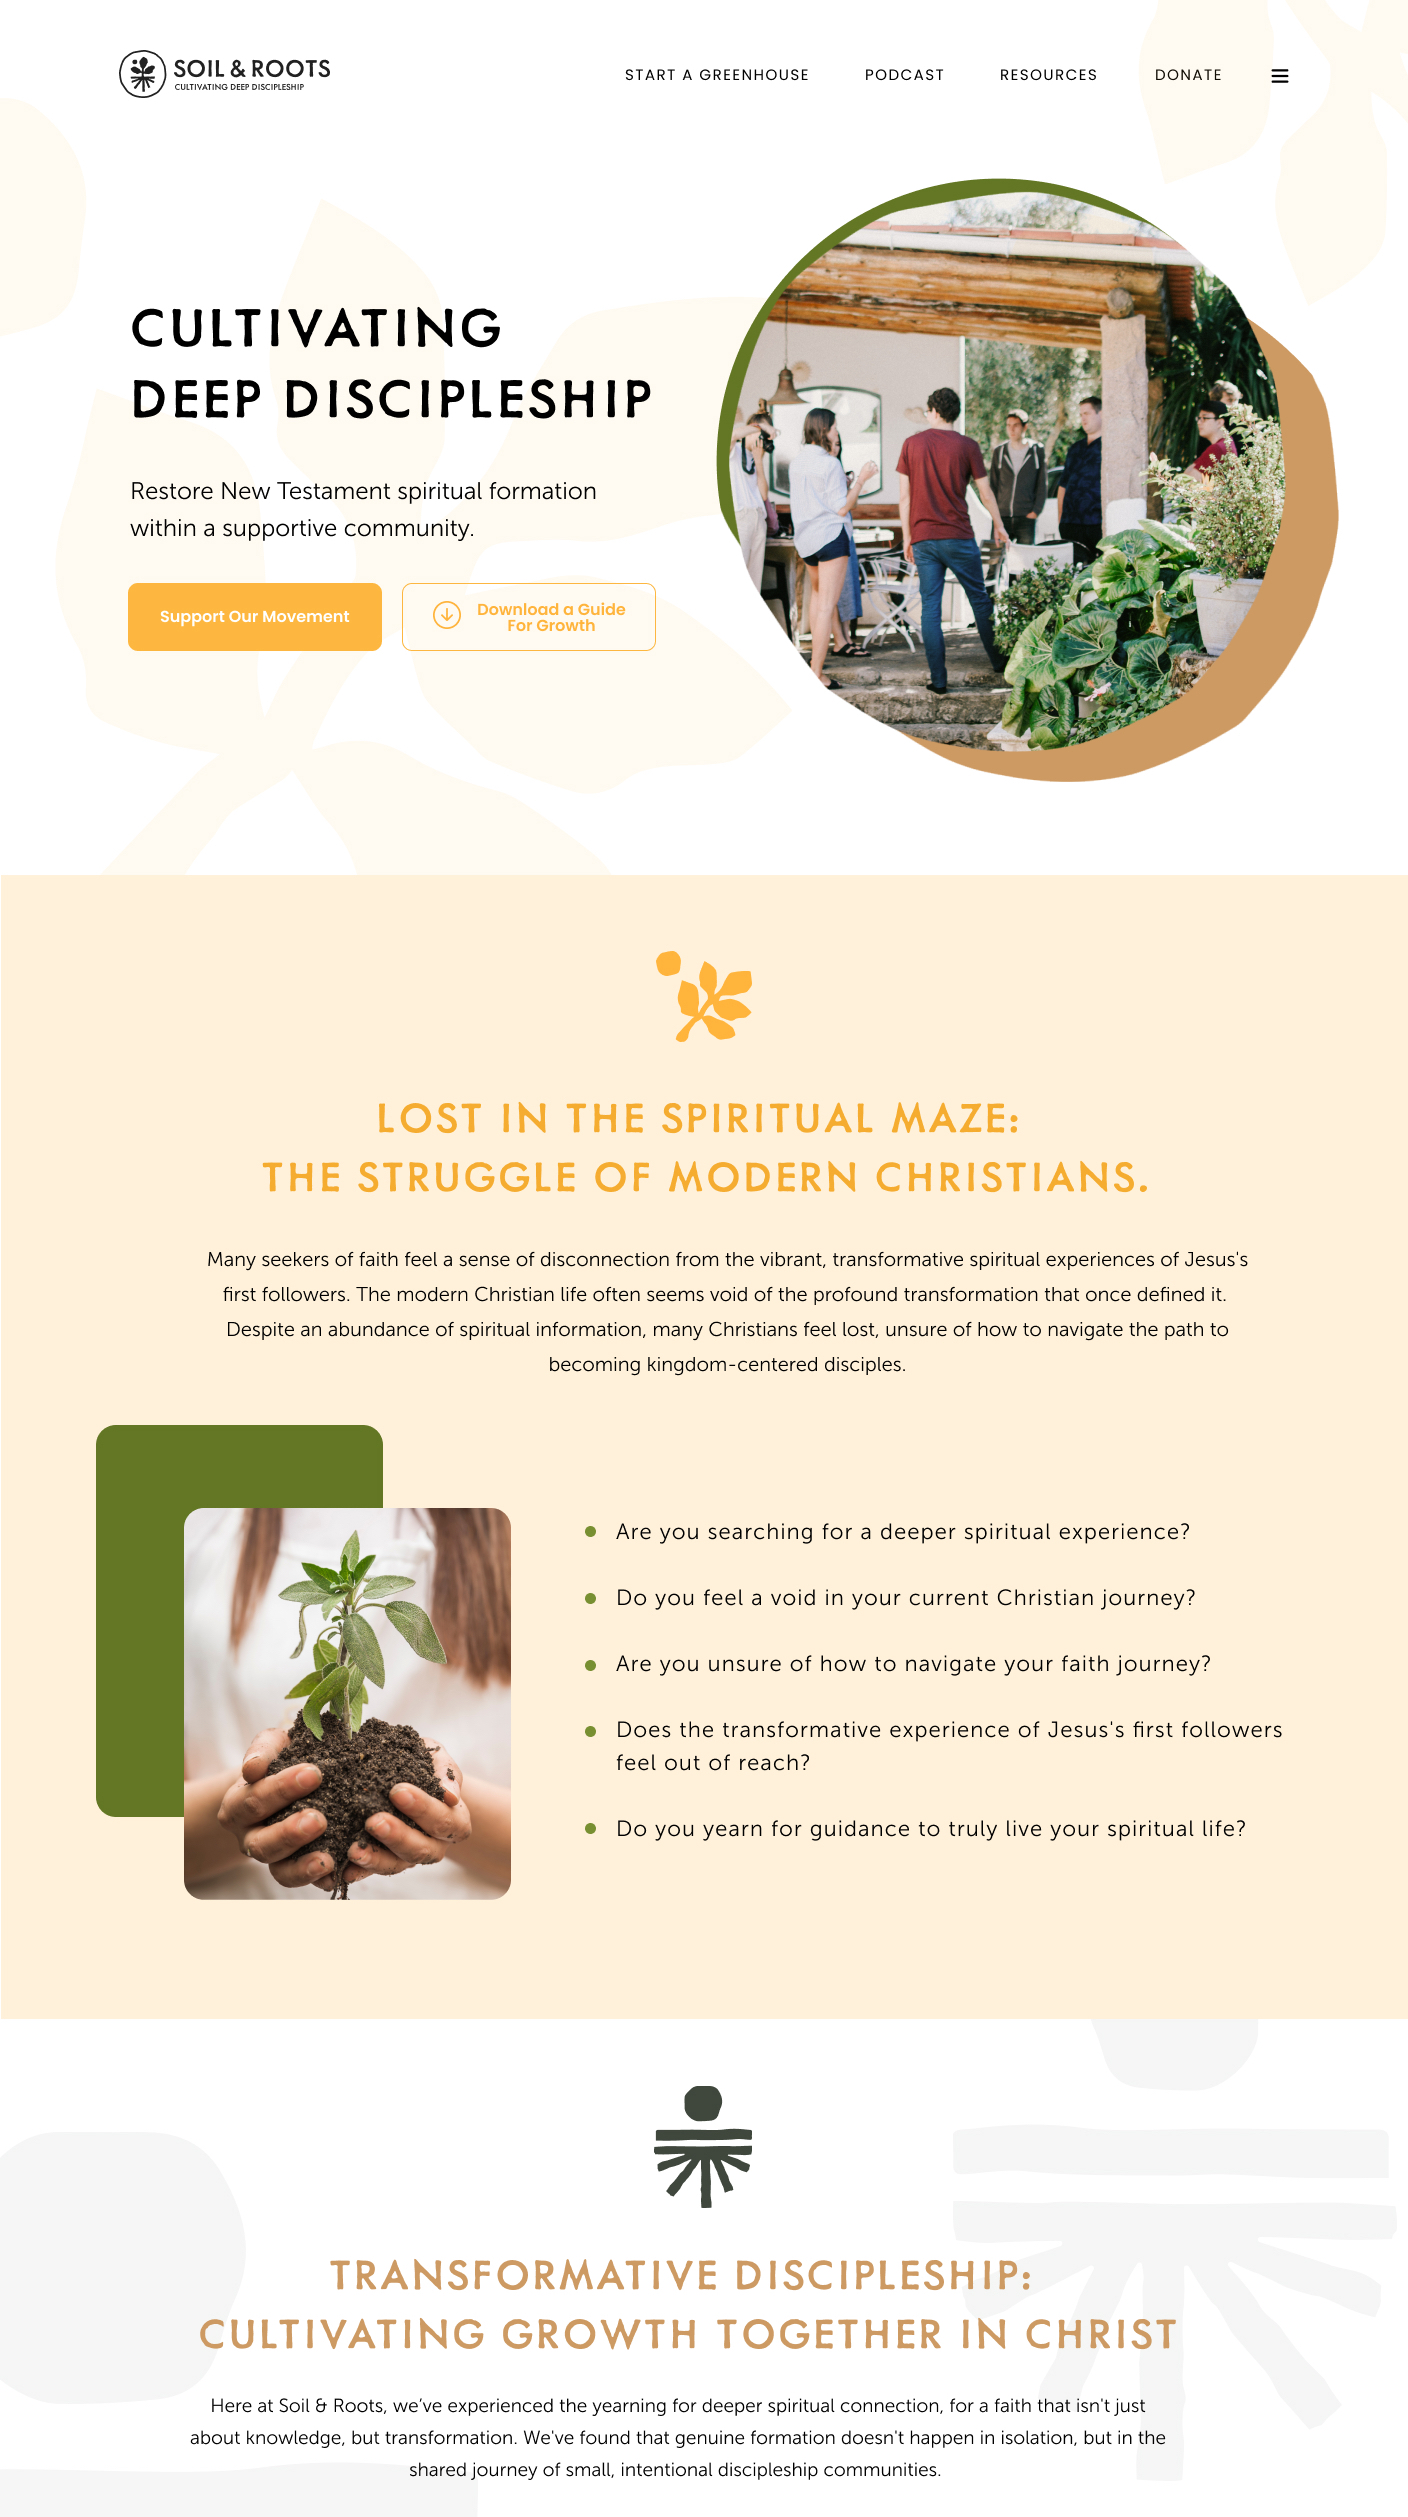 SOIL & ROOTS
CULTIVATING DEEP DISCIPLESHIP
START A GREENHOUSE
PODCAST
RESOURCES
DONATE
CULTIVATING
DEEP DISCIPLESHIP
Restore New Testament spiritual formation
within a supportive community.
Support Our Movement
Download a Guide
For Growth
LOST IN THE SPIRITUAL MAZE:
THE STRUGGLE OF MODERN CHRISTIANS.
Many seekers of faith feel a sense of disconnection from the vibrant, transformative spiritual experiences of Jesus's
first followers. The modern Christian life often seems void of the profound transformation that once defined it.
Despite an abundance of spiritual information, many Christians feel lost, unsure of how to navigate the path to
becoming kingdom-centered disciples.
Are you searching for a deeper spiritual experience?
Do you feel a void in your current Christian journey?
Are you unsure of how to navigate your faith journey?
Does the transformative experience of Jesus's first followers
feel out of reach?
Do you yearn for guidance to truly live your spiritual life?
TRANSFORMATIVE DISCIPLESHIP:
CULTIVATING GROWTH TOGETHER IN CHRIST
Here at Soil & Roots, we’ve experienced the yearning for deeper spiritual connection, for a faith that isn't just
about knowledge, but transformation. We've found that genuine formation doesn't happen in isolation, but in the
shared journey of small, intentional discipleship communities.